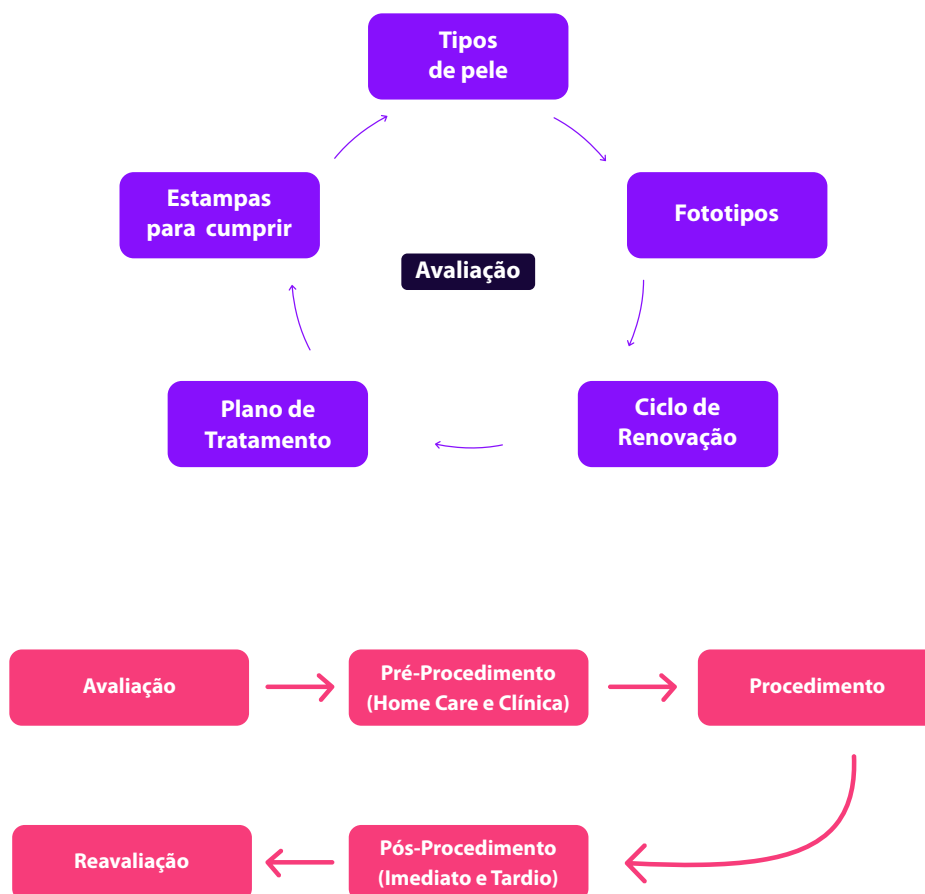 Tipos
de pele
Estampas
para cumprir
Fototipos
Avaliação
Plano de
Tratamento
Ciclo de
Renovação
Avaliação
Pré-Procedimento
(Home Care e Clínica)
Procedimento
Reavaliação
Pós-Procedimento
(Imediato e Tardio)